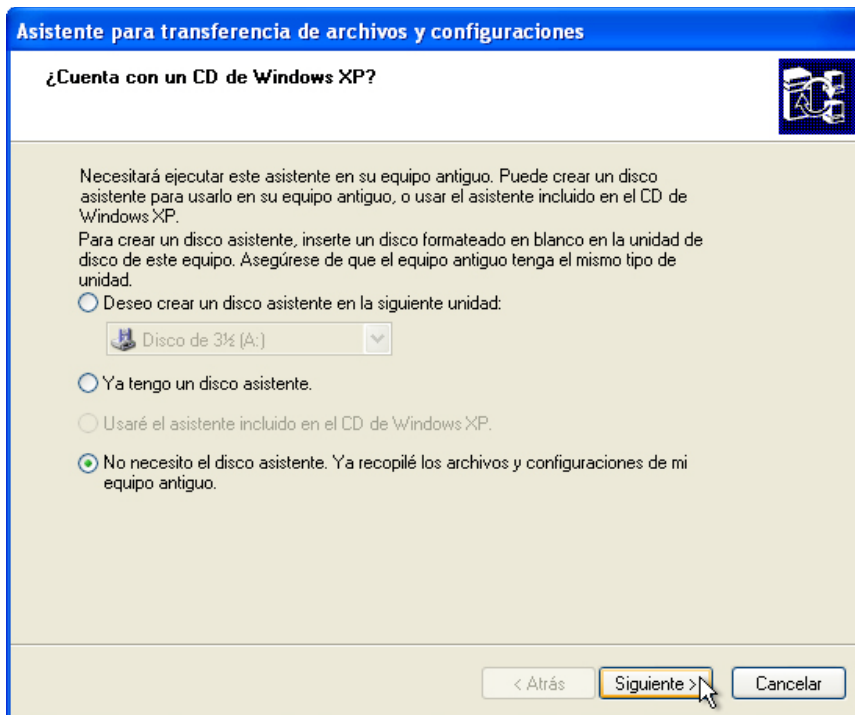 Asistente para transferencia de archivos y configuraciones
¿Cuenta con un CD de Windows XP?
Necesitará ejecutar este asistente en su equipo antiguo. Puede crear un disco
asistente para usarlo en su equipo antiguo, o usar el asistente incluido en el CD de
Windows XP.
Para crear un disco asistente, inserte un disco formateado en blanco en la unidad de
disco de este equipo. Asegúrese de que el equipo antiguo tenga el mismo tipo de
unidad.
Deseo crear un disco asistente en la siguiente unidad:
Disco de 3½ (A:)
Ya tengo un disco asistente.
Usaré el asistente incluido en el CD de Windows XP.
No necesito el disco asistente. Ya recopilé los archivos y configuraciones de mi
equipo antiguo.
< Atrás
Siguiente >
Cancelar